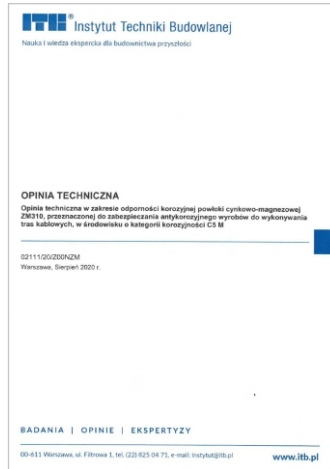 ITB® Instytut Techniki Budowlanej
Nauka i wiedza ekspercka dla budownictwa przyszłości
OPINIA TECHNICZNA
Opinia techniczna w zakresie odporności korozyjnej powłoki cynkowo-magnezowej
ZM310, przeznaczonej do zabezpieczania antykorozyjnego wyrobów do wykonywania
tras kablowych, w środowisku o kategorii korozyjności C5 M
02111/20/Z00NZM
Warszawa, Sierpień 2020 r.
BADANIA | OPINIE | EKSPERTYZY
00-611 Warszawa, ul. Filtrowa 1, tel. (22) 825 04 71, e-mail: instytut@itb.pl
www.itb.pl